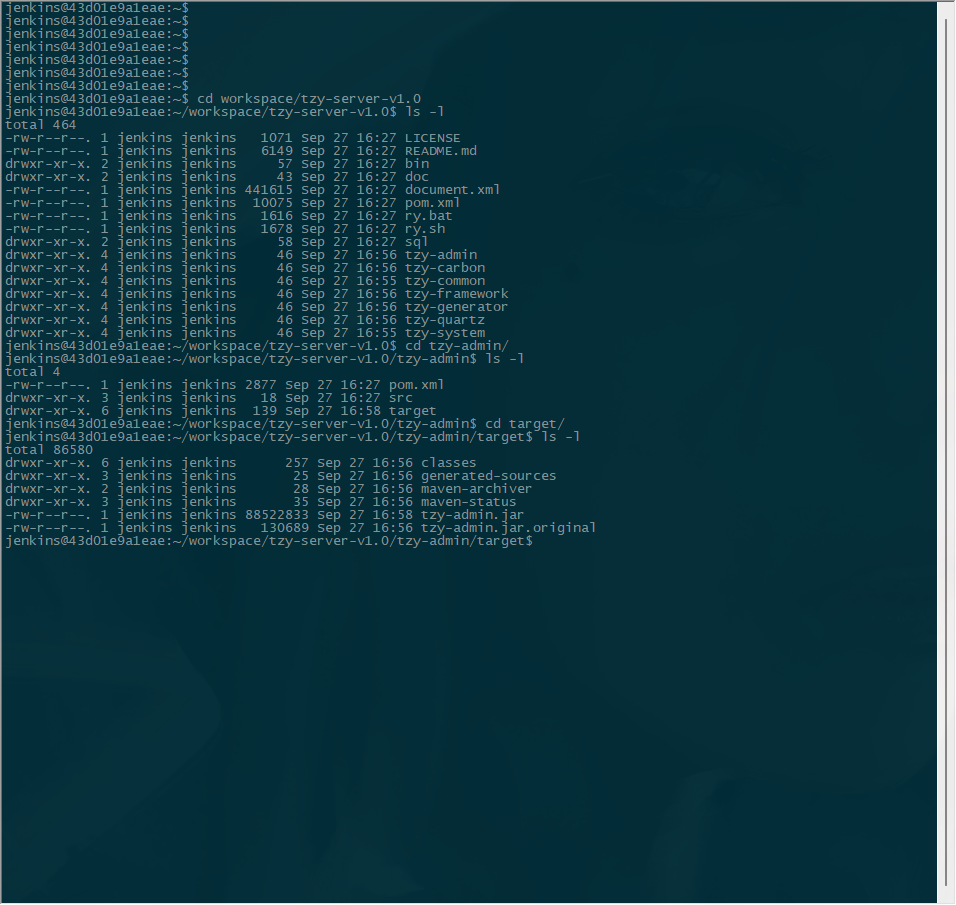 jenkins@43d01e9a1eae:~$
jenkins@43d01e9a1eae:~$
jenkins@43d01e9a1eae:~$
jenkins@43d01e9a1eae:~$
jenkins@43d01e9a1eae:~$
jenkins@43d01e9a1eae:~$
jenkins@43d01e9a1eae:~$
jenkins@43d01e9a1eae:~$ cd workspace/tzy-server-v1.0
jenkins@43d01e9a1eae:~/workspace/tzy-server-v1.0$ ls -l
total 464
-rw-r--r--. 1 jenkins jenkins   1071 Sep 27 16:27 LICENSE
-rw-r--r--. 1 jenkins jenkins   6149 Sep 27 16:27 README.md
drwxr-xr-x. 2 jenkins jenkins     57 Sep 27 16:27 bin
drwxr-xr-x. 2 jenkins jenkins     43 Sep 27 16:27 doc
-rw-r--r--. 1 jenkins jenkins 441615 Sep 27 16:27 document.xml
-rw-r--r--. 1 jenkins jenkins  10075 Sep 27 16:27 pom.xml
-rw-r--r--. 1 jenkins jenkins   1616 Sep 27 16:27 ry.bat
-rw-r--r--. 1 jenkins jenkins   1678 Sep 27 16:27 ry.sh
drwxr-xr-x. 2 jenkins jenkins     58 Sep 27 16:27 sql
drwxr-xr-x. 4 jenkins jenkins     46 Sep 27 16:56 tzy-admin
drwxr-xr-x. 4 jenkins jenkins     46 Sep 27 16:56 tzy-carbon
drwxr-xr-x. 4 jenkins jenkins     46 Sep 27 16:55 tzy-common
drwxr-xr-x. 4 jenkins jenkins     46 Sep 27 16:56 tzy-framework
drwxr-xr-x. 4 jenkins jenkins     46 Sep 27 16:56 tzy-generator
drwxr-xr-x. 4 jenkins jenkins     46 Sep 27 16:56 tzy-quartz
drwxr-xr-x. 4 jenkins jenkins     46 Sep 27 16:55 tzy-system
jenkins@43d01e9a1eae:~/workspace/tzy-server-v1.0$ cd tzy-admin/
jenkins@43d01e9a1eae:~/workspace/tzy-server-v1.0/tzy-admin$ ls -l
total 4
-rw-r--r--. 1 jenkins jenkins 2877 Sep 27 16:27 pom.xml
drwxr-xr-x. 3 jenkins jenkins   18 Sep 27 16:27 src
drwxr-xr-x. 6 jenkins jenkins  139 Sep 27 16:58 target
jenkins@43d01e9a1eae:~/workspace/tzy-server-v1.0/tzy-admin$ cd target/
jenkins@43d01e9a1eae:~/workspace/tzy-server-v1.0/tzy-admin/target$ ls -l
total 86580
drwxr-xr-x. 6 jenkins jenkins      257 Sep 27 16:56 classes
drwxr-xr-x. 3 jenkins jenkins       25 Sep 27 16:56 generated-sources
drwxr-xr-x. 2 jenkins jenkins       28 Sep 27 16:56 maven-archiver
drwxr-xr-x. 3 jenkins jenkins       35 Sep 27 16:56 maven-status
-rw-r--r--. 1 jenkins jenkins 88522833 Sep 27 16:58 tzy-admin.jar
-rw-r--r--. 1 jenkins jenkins   130689 Sep 27 16:56 tzy-admin.jar.original
jenkins@43d01e9a1eae:~/workspace/tzy-server-v1.0/tzy-admin/target$